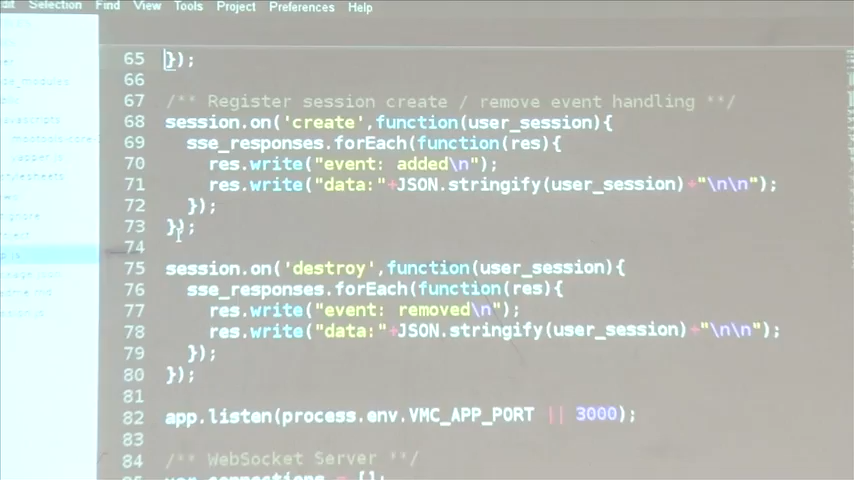 dit Selection Find View Tools Project Preferences Help
65 });
66
67 /** Register session create / remove event handling **/
68 session.on('create',function(user_session){
69 sse_responses.forEach(function(res){
70 res.write("event: added\n");
71 res.write("data:"+JSON.stringify(user_session)+"\n\n");
72 });
73 });
74
75 session.on('destroy',function(user_session){
76 sse_responses.forEach(function(res){
77 res.write("event: removed\n");
78 res.write("data:"+JSON.stringify(user_session)+"\n\n");
79 });
80 });
81
82 app.listen(process.env.VMC_APP_PORT || 3000);
83
84 /** WebSocket Server **/
85 var connections = [];